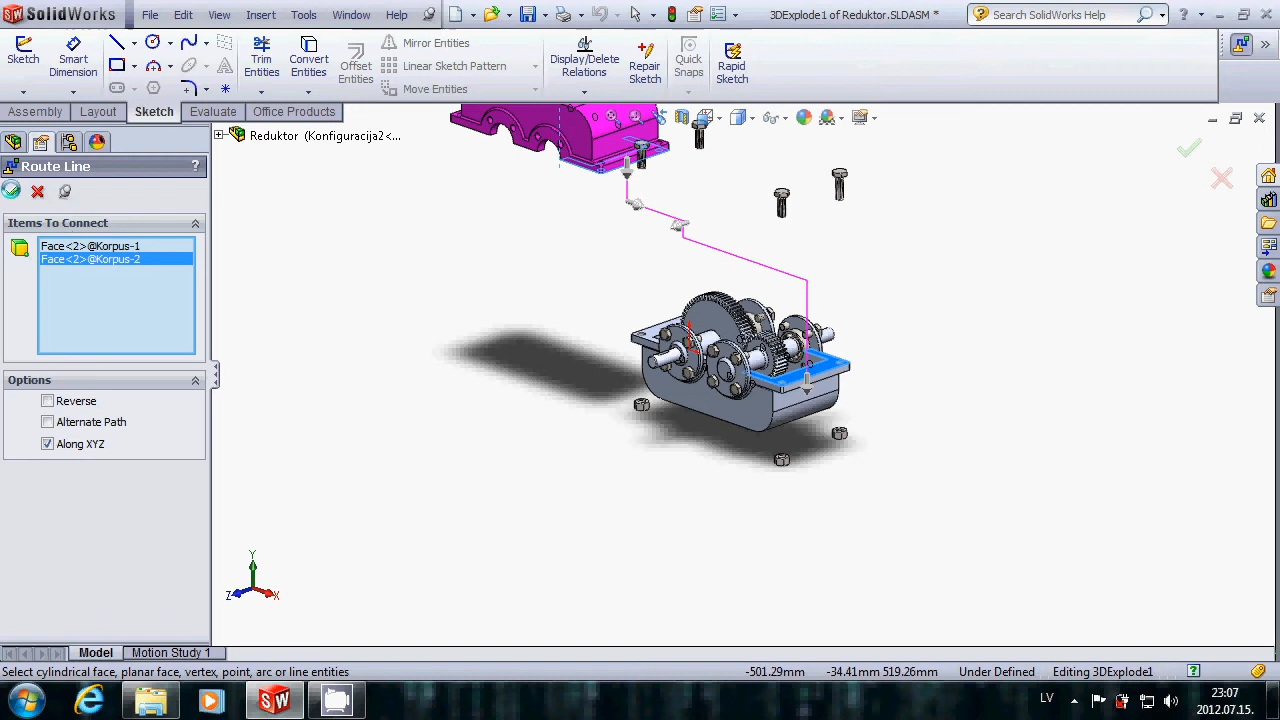 SolidWorks File Edit View Insert Tools Window Help 3DExplode1 of Reduktor.SLDASM * Search SolidWorks Help
Sketch Smart Dimension Trim Entities Convert Entities Offset Entities Mirror Entities Linear Sketch Pattern Move Entities Display/Delete Relations Repair Sketch Quick Snaps Rapid Sketch
Assembly Layout Sketch Evaluate Office Products
Reduktor (Konfiguracija2<...
Route Line ?
Items To Connect
Face<2>@Korpus-1
Face<2>@Korpus-2
Options
Reverse
Alternate Path
Along XYZ
Y
Z X
Model Motion Study 1
Select cylindrical face, planar face, vertex, point, arc or line entities -501.29mm -34.41mm 519.26mm Under Defined Editing 3DExplode1
LV 23:07
2012.07.15.